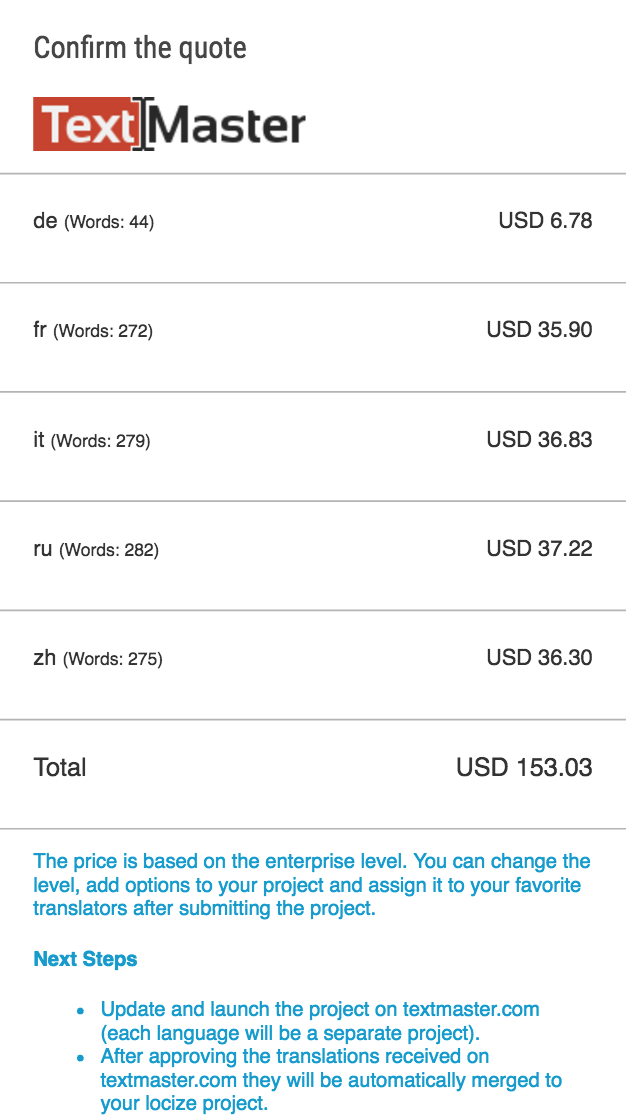 Confirm the quote
TextMaster
de (Words: 44) USD 6.78
fr (Words: 272) USD 35.90
it (Words: 279) USD 36.83
ru (Words: 282) USD 37.22
zh (Words: 275) USD 36.30
Total USD 153.03
The price is based on the enterprise level. You can change the
level, add options to your project and assign it to your favorite
translators after submitting the project.
Next Steps
• Update and launch the project on textmaster.com
(each language will be a separate project).
• After approving the translations received on
textmaster.com they will be automatically merged to
your locize project.